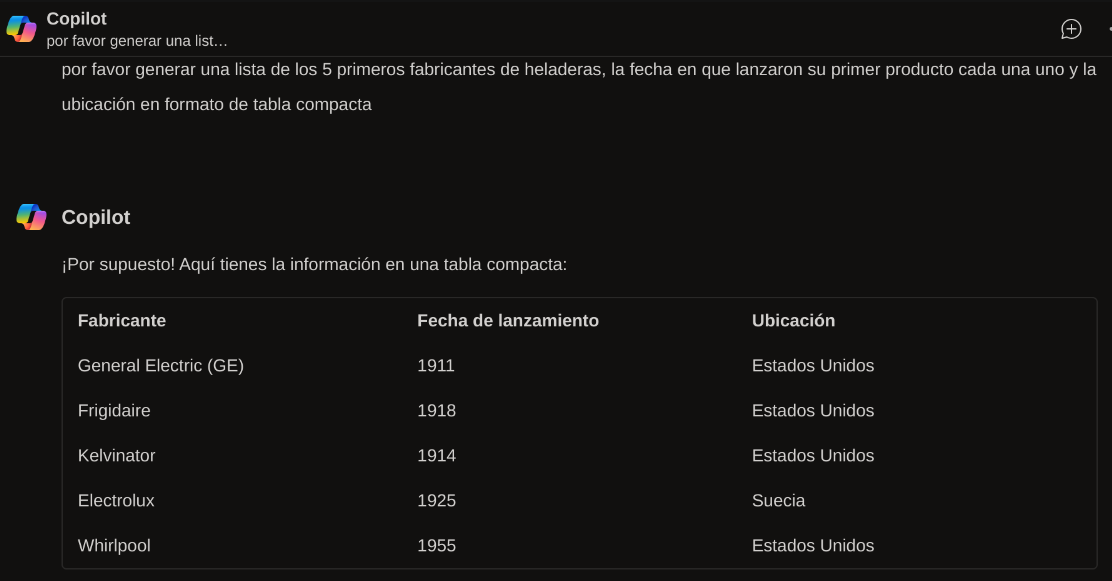 Copilot
por favor generar una list...
por favor generar una lista de los 5 primeros fabricantes de heladeras, la fecha en que lanzaron su primer producto cada una uno y la
ubicación en formato de tabla compacta
Copilot
¡Por supuesto! Aquí tienes la información en una tabla compacta:
Fabricante Fecha de lanzamiento Ubicación
General Electric (GE) 1911 Estados Unidos
Frigidaire 1918 Estados Unidos
Kelvinator 1914 Estados Unidos
Electrolux 1925 Suecia
Whirlpool 1955 Estados Unidos